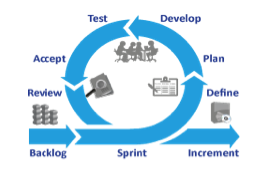 Test Develop
Accept Plan
Review Define
Backlog Sprint Increment